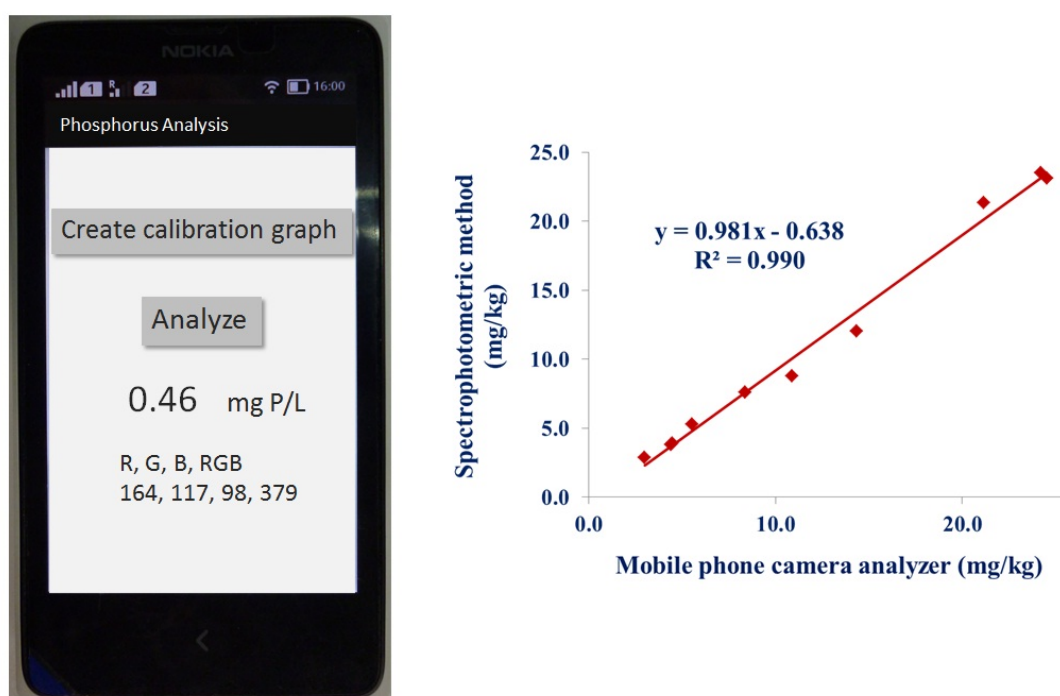 NOKIA
R
1 2 16:00
Phosphorus Analysis
Create calibration graph
Analyze
0.46 mg P/L
R, G, B, RGB
164, 117, 98, 379
Spectrophotometric method
(mg/kg)
25.0
20.0
15.0
10.0
5.0
0.0
y = 0.981x - 0.638
R² = 0.990
0.0 10.0 20.0
Mobile phone camera analyzer (mg/kg)